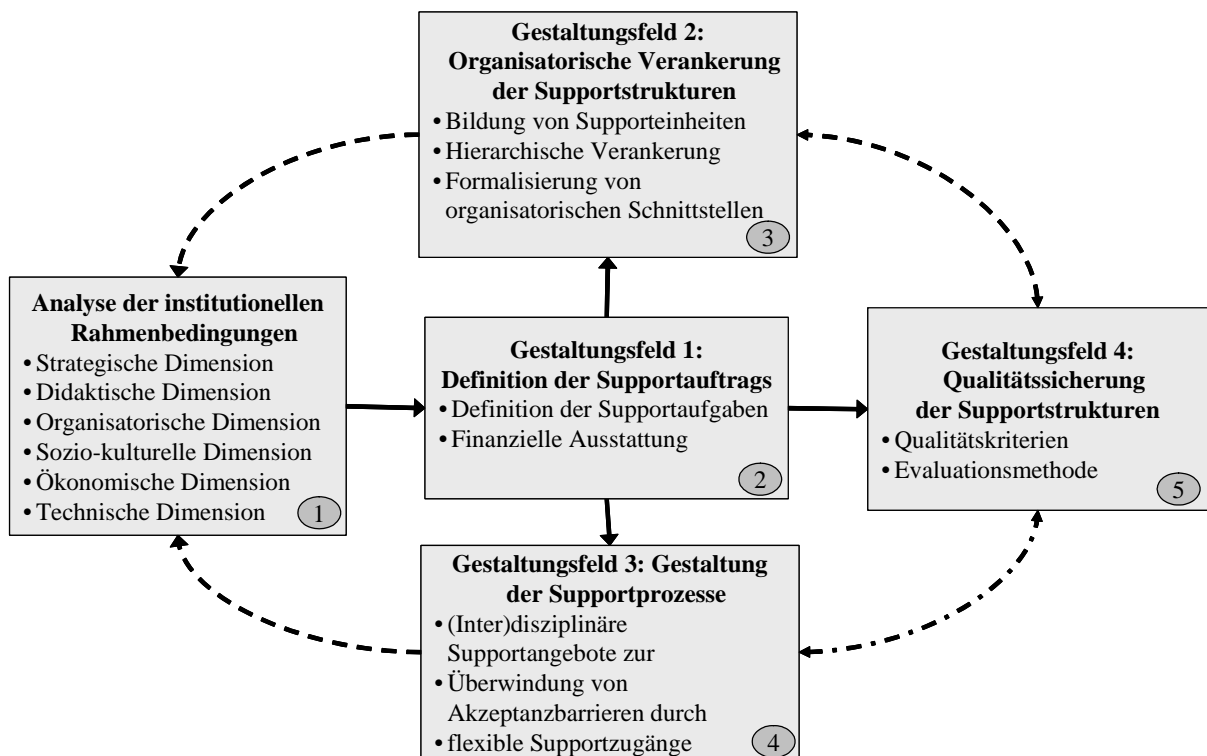 Gestaltungsfeld 2:
Organisatorische Verankerung
der Supportstrukturen
• Bildung von Supporteinheiten
• Hierarchische Verankerung
• Formalisierung von
organisatorischen Schnittstellen
3
Analyse der institutionellen
Rahmenbedingungen
• Strategische Dimension
• Didaktische Dimension
• Organisatorische Dimension
• Sozio-kulturelle Dimension
• Ökonomische Dimension
• Technische Dimension
1
Gestaltungsfeld 1:
Definition der Supportauftrags
• Definition der Supportaufgaben
• Finanzielle Ausstattung
2
Gestaltungsfeld 4:
Qualitätssicherung
der Supportstrukturen
• Qualitätskriterien
• Evaluationsmethode
5
Gestaltungsfeld 3: Gestaltung
der Supportprozesse
• (Inter)disziplinäre
Supportangebote zur
• Überwindung von
Akzeptanzbarrieren durch
• flexible Supportzugänge
4